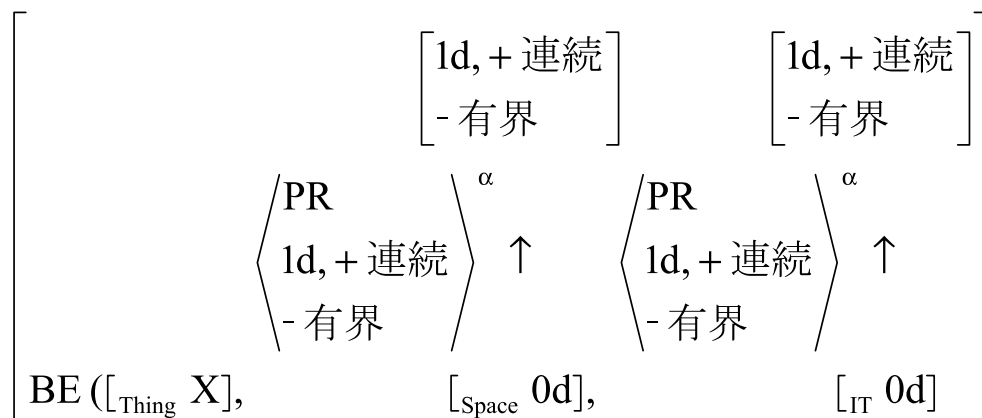 [1d, + 連続 [1d, + 連続
- 有界] - 有界]
⟨PR ⟩α ⟨PR ⟩α
1d, + 連続 ↑ 1d, + 連続 ↑
- 有界 - 有界
BE ([Thing X], [Space 0d], [IT 0d]